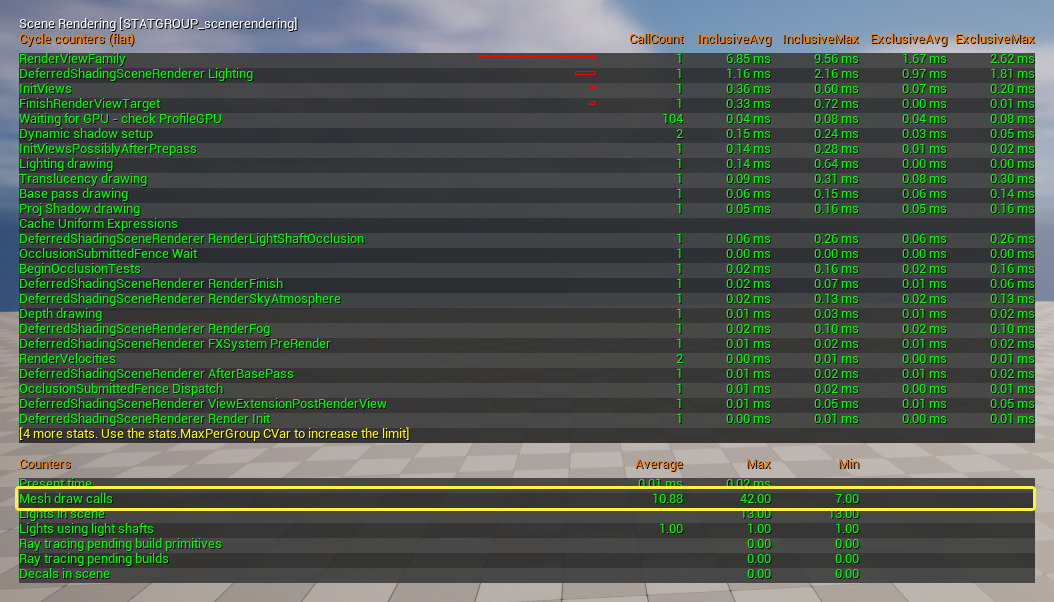 Scene Rendering [STATGROUP_scenerendering]
Cycle counters (flat) CallCount InclusiveAvg InclusiveMax ExclusiveAvg ExclusiveMax
RenderViewFamily 1 6.85 ms 9.56 ms 1.67 ms 2.62 ms
DeferredShadingSceneRenderer Lighting 1 1.16 ms 2.16 ms 0.97 ms 1.81 ms
InitViews 1 0.36 ms 0.60 ms 0.07 ms 0.20 ms
FinishRenderViewTarget 1 0.33 ms 0.72 ms 0.00 ms 0.01 ms
Waiting for GPU - check ProfileGPU 104 0.04 ms 0.08 ms 0.04 ms 0.08 ms
Dynamic shadow setup 2 0.15 ms 0.24 ms 0.03 ms 0.05 ms
InitViewsPossiblyAfterPrepass 1 0.14 ms 0.28 ms 0.01 ms 0.02 ms
Lighting drawing 1 0.14 ms 0.64 ms 0.00 ms 0.00 ms
Translucency drawing 1 0.09 ms 0.31 ms 0.08 ms 0.30 ms
Base pass drawing 1 0.06 ms 0.15 ms 0.06 ms 0.14 ms
Proj Shadow drawing 1 0.05 ms 0.16 ms 0.05 ms 0.16 ms
Cache Uniform Expressions
DeferredShadingSceneRenderer RenderLightShaftOcclusion 1 0.06 ms 0.26 ms 0.06 ms 0.26 ms
OcclusionSubmittedFence Wait 1 0.00 ms 0.00 ms 0.00 ms 0.00 ms
BeginOcclusionTests 1 0.02 ms 0.16 ms 0.02 ms 0.16 ms
DeferredShadingSceneRenderer RenderFinish 1 0.02 ms 0.07 ms 0.01 ms 0.06 ms
DeferredShadingSceneRenderer RenderSkyAtmosphere 1 0.02 ms 0.13 ms 0.02 ms 0.13 ms
Depth drawing 1 0.01 ms 0.03 ms 0.01 ms 0.02 ms
DeferredShadingSceneRenderer RenderFog 1 0.02 ms 0.10 ms 0.02 ms 0.10 ms
DeferredShadingSceneRenderer FXSystem PreRender 1 0.01 ms 0.02 ms 0.01 ms 0.02 ms
RenderVelocities 2 0.00 ms 0.01 ms 0.00 ms 0.01 ms
DeferredShadingSceneRenderer AfterBasePass 1 0.01 ms 0.02 ms 0.01 ms 0.02 ms
OcclusionSubmittedFence Dispatch 1 0.01 ms 0.02 ms 0.00 ms 0.01 ms
DeferredShadingSceneRenderer ViewExtensionPostRenderView 1 0.01 ms 0.05 ms 0.01 ms 0.05 ms
DeferredShadingSceneRenderer Render Init 1 0.00 ms 0.01 ms 0.00 ms 0.01 ms
[4 more stats. Use the stats.MaxPerGroup CVar to increase the limit]
Counters Average Max Min
Present time 0.01 ms 0.02 ms
Mesh draw calls 10.88 42.00 7.00
Lights in scene 13.00 13.00
Lights using light shafts 1.00 1.00 1.00
Ray tracing pending build primitives 0.00 0.00
Ray tracing pending builds 0.00 0.00
Decals in scene 0.00 0.00